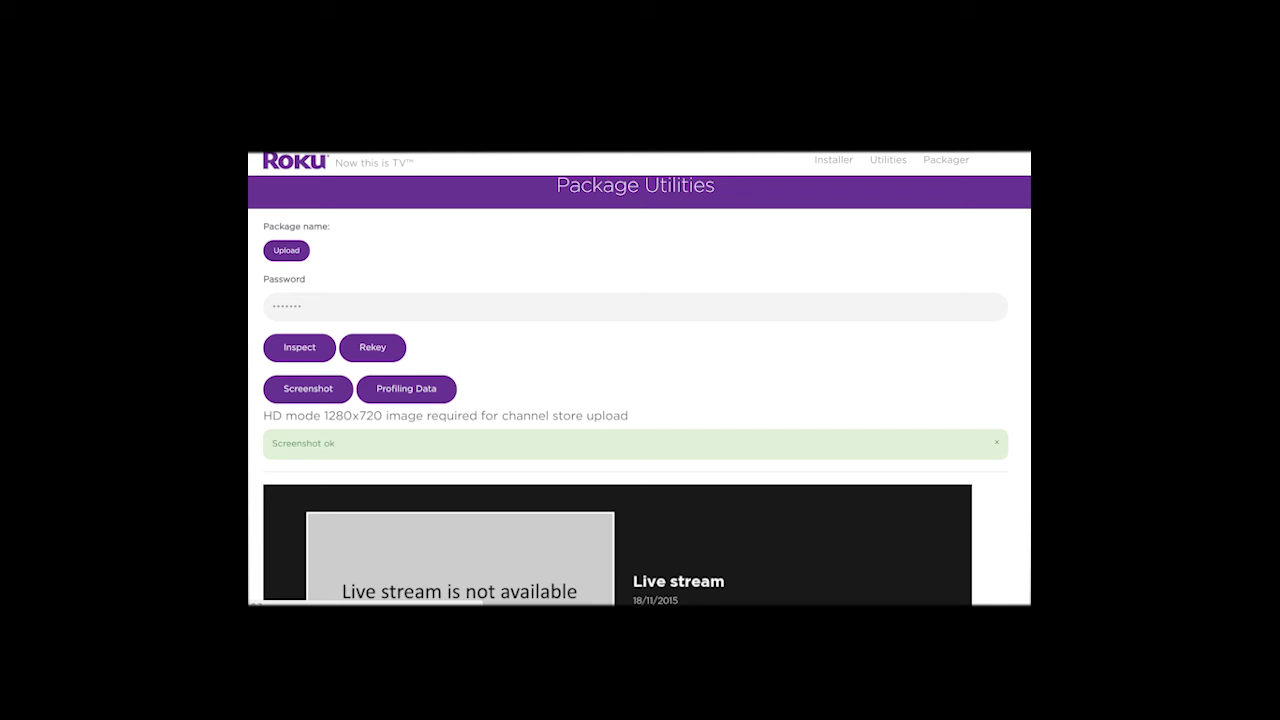 Roku Now this is TV™ Installer Utilities Packager
Package Utilities
Package name:
Upload
Password
•••••••
Inspect Rekey
Screenshot Profiling Data
HD mode 1280x720 image required for channel store upload
Screenshot ok ×
Live stream is not available
Live stream
18/11/2015